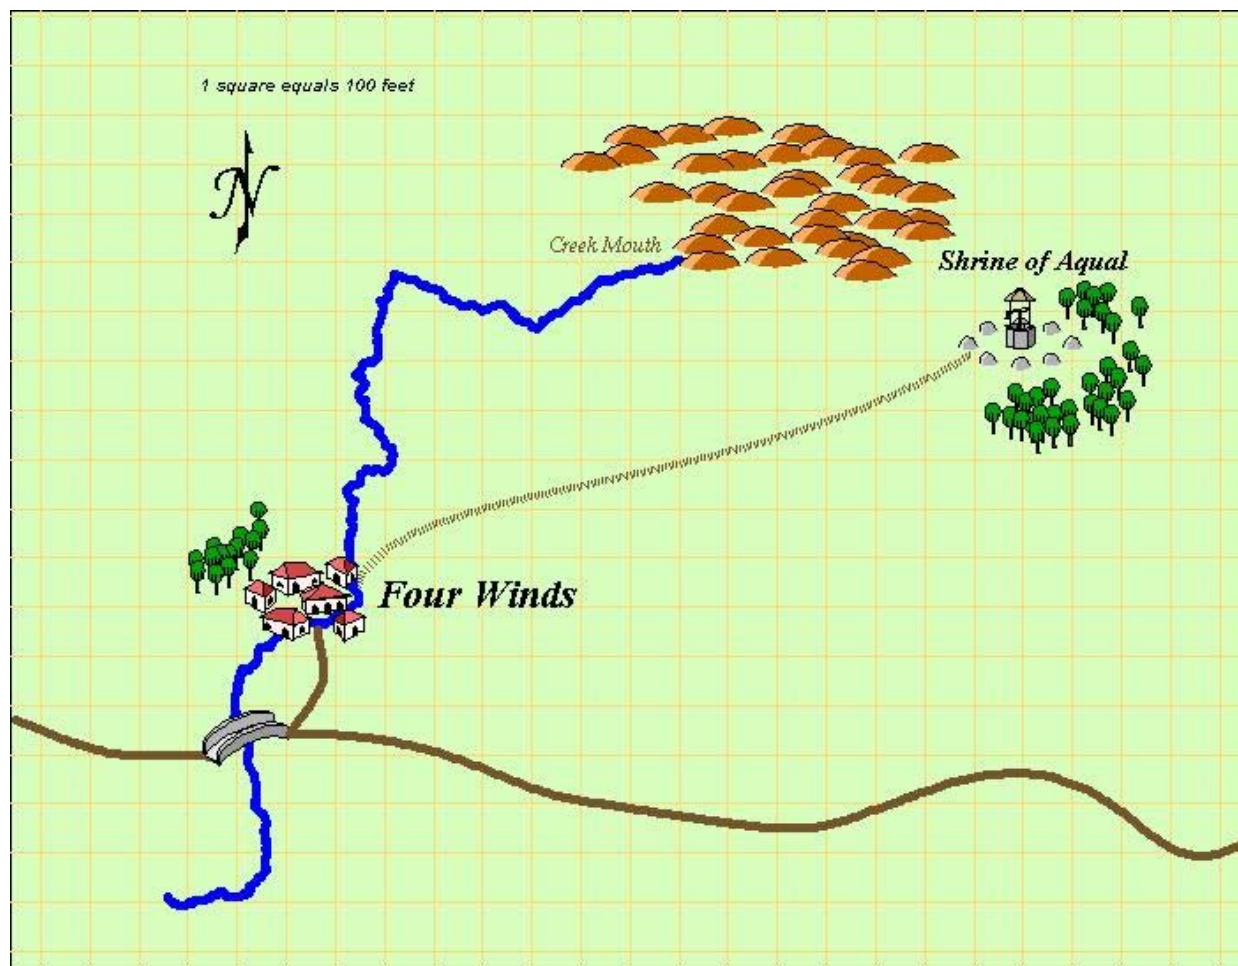 1 square equals 100 feet
N
Creek Mouth
Shrine of Aqual
Four Winds